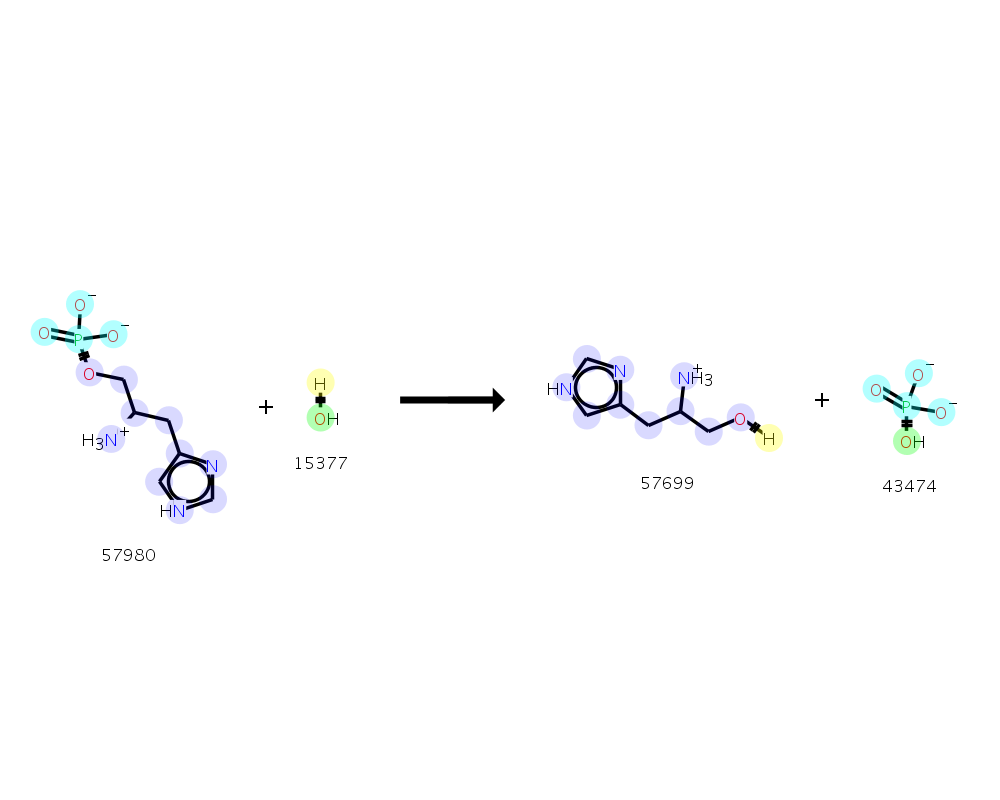 O⁻
O P O⁻
O
H₃N⁺
N
HN
57980
+
H
OH
15377
N
HN
NH3⁺
O
H
57699
+
O⁻
O P O⁻
OH
43474